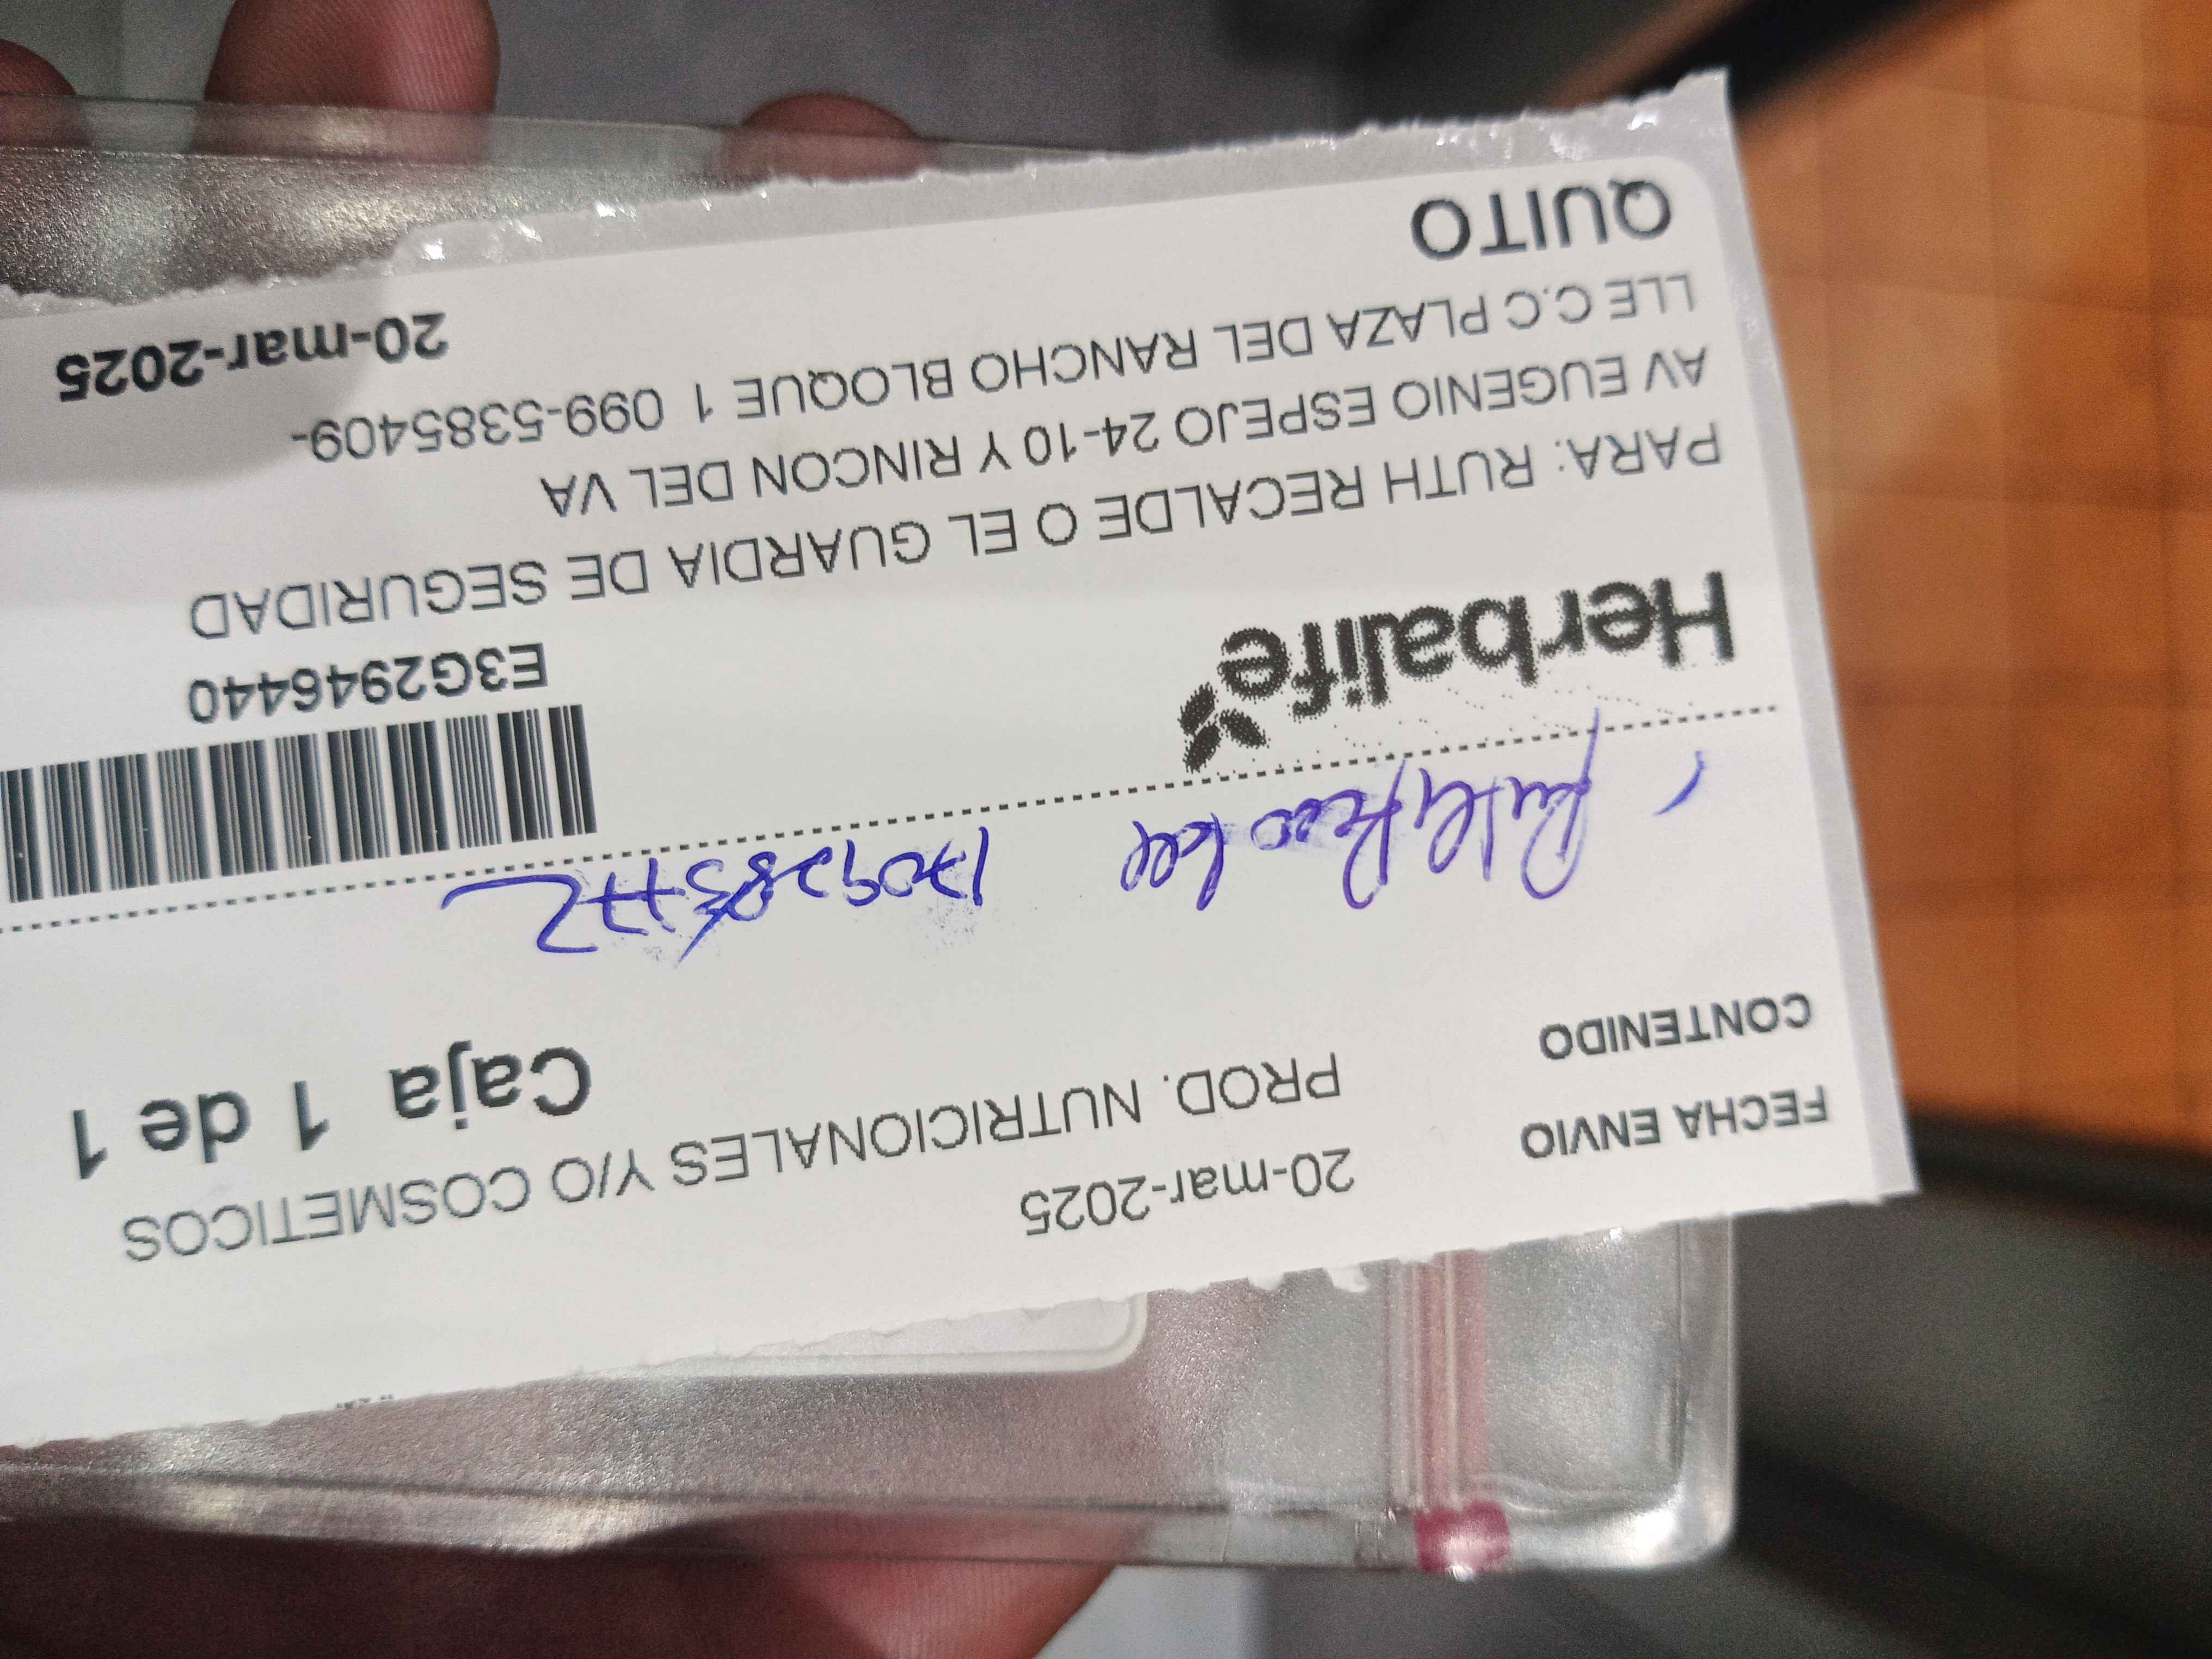 FECHA ENVIO 20-mar-2025
CONTENIDO PROD. NUTRICIONALES Y/O COSMETICOS
Caja 1 de 1
Herbalife
E3G2946440
PARA: RUTH RECALDE O EL GUARDIA DE SEGURIDAD
AV EUGENIO ESPEJO 24-10 Y RINCON DEL VA
LLE C.C PLAZA DEL RANCHO BLOQUE 1 099-5385409-
QUITO 20-mar-2025